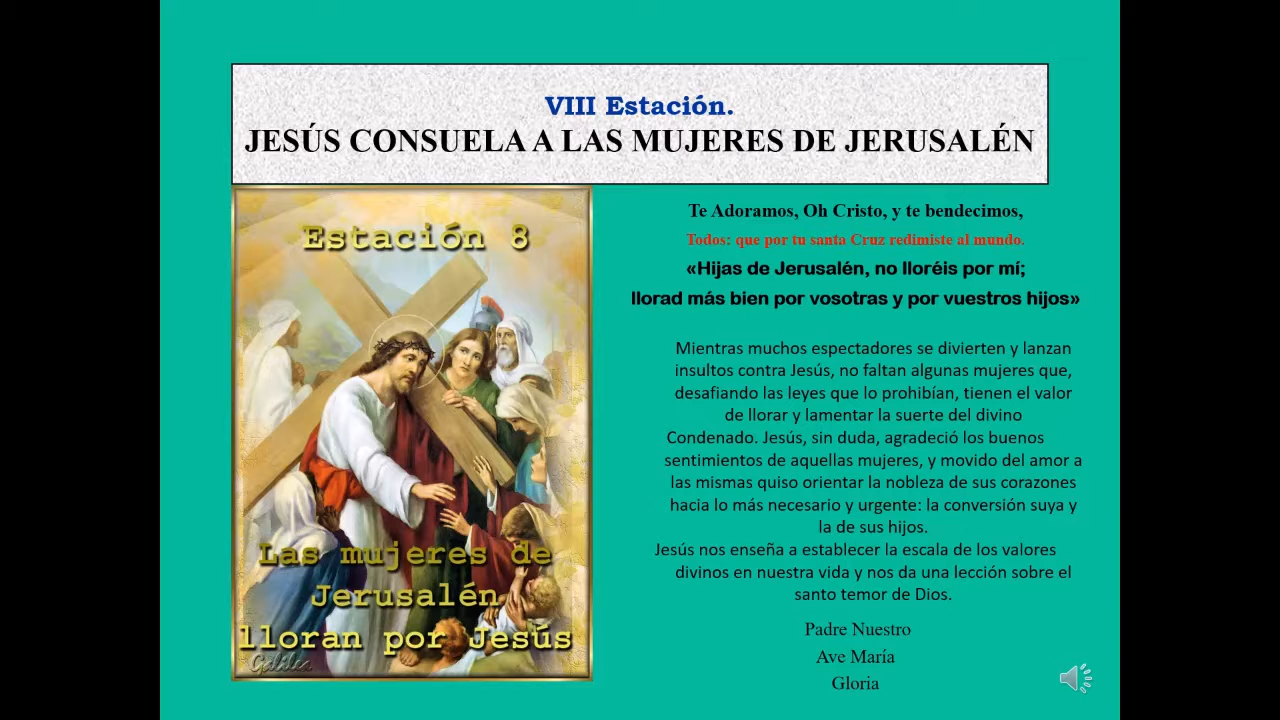 VIII Estación.
JESÚS CONSUELA A LAS MUJERES DE JERUSALÉN
Estación 8
Las mujeres de
Jerusalén
lloran por Jesús
Galilea
Te Adoramos, Oh Cristo, y te bendecimos,
Todos: que por tu santa Cruz redimiste al mundo.
«Hijas de Jerusalén, no lloréis por mí;
llorad más bien por vosotras y por vuestros hijos»
Mientras muchos espectadores se divierten y lanzan
insultos contra Jesús, no faltan algunas mujeres que,
desafiando las leyes que lo prohibían, tienen el valor
de llorar y lamentar la suerte del divino
Condenado. Jesús, sin duda, agradeció los buenos
sentimientos de aquellas mujeres, y movido del amor a
las mismas quiso orientar la nobleza de sus corazones
hacia lo más necesario y urgente: la conversión suya y
la de sus hijos.
Jesús nos enseña a establecer la escala de los valores
divinos en nuestra vida y nos da una lección sobre el
santo temor de Dios.
Padre Nuestro
Ave María
Gloria